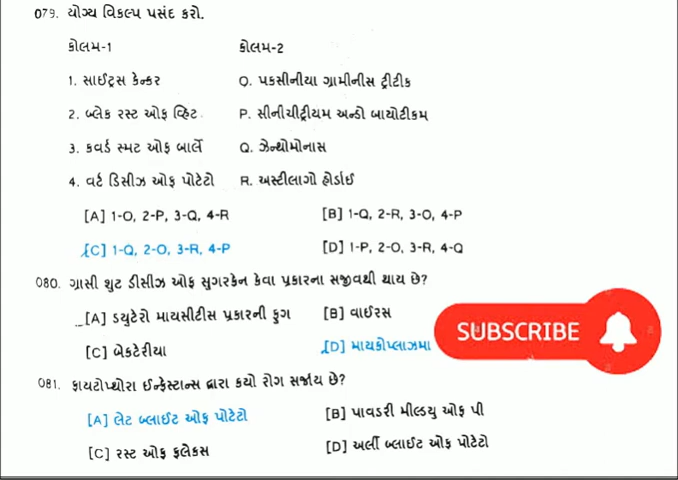 079. યોગ્ય વિકલ્પ પસંદ કરો.
કોલમ-1 કોલમ-2
1. સાઈટ્રસ કેન્કર O. પકસીનીયા ગ્રામીનીસ ટ્રીટીક
2. બ્લેક રસ્ટ ઓફ વ્હિટ P. સીનીચીટ્રીયમ અન્ડો બાયોટીકમ
3. કવર્ડ સ્મટ ઓફ બાર્લે Q. ઝેન્થોમોનાસ
4. વર્ટ ડિસીઝ ઓફ પોટેટો R. અસ્ટીલાગો હોર્ડાઈ
[A] 1-O, 2-P, 3-Q, 4-R [B] 1-Q, 2-R, 3-O, 4-P
[C] 1-Q, 2-O, 3-R, 4-P [D] 1-P, 2-O, 3-R, 4-Q
080. ગ્રાસી શુટ ડીસીઝ ઓફ સુગરકેન કેવા પ્રકારના સજીવથી થાય છે?
[A] ડયુટેરો માયસીટીસ પ્રકારની ફુગ [B] વાઈરસ
[C] બેકટેરીયા [D] માયકોપ્લાઝમા
SUBSCRIBE
081. ફાયટોપ્થોરા ઈન્ફેસ્ટાન્સ દ્વારા કયો રોગ સર્જાય છે?
[A] લેટ બ્લાઈટ ઓફ પોટેટો [B] પાવડરી મીલ્ડયુ ઓફ પી
[C] રસ્ટ ઓફ ફલેકસ [D] અર્લી બ્લાઈટ ઓફ પોટેટો